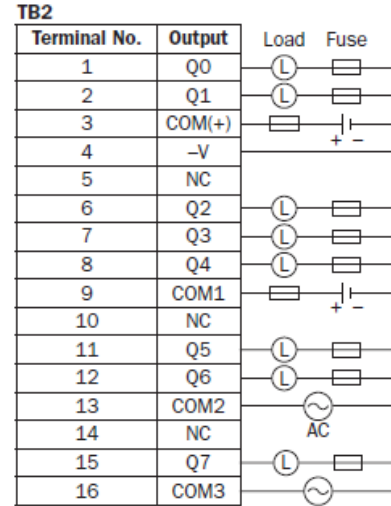 TB2
Terminal No. Output Load Fuse
1 Q0 L
2 Q1 L
3 COM(+) + −
4 −V
5 NC
6 Q2 L
7 Q3 L
8 Q4 L
9 COM1 + −
10 NC
11 Q5 L
12 Q6 L
13 COM2
14 NC AC
15 Q7 L
16 COM3